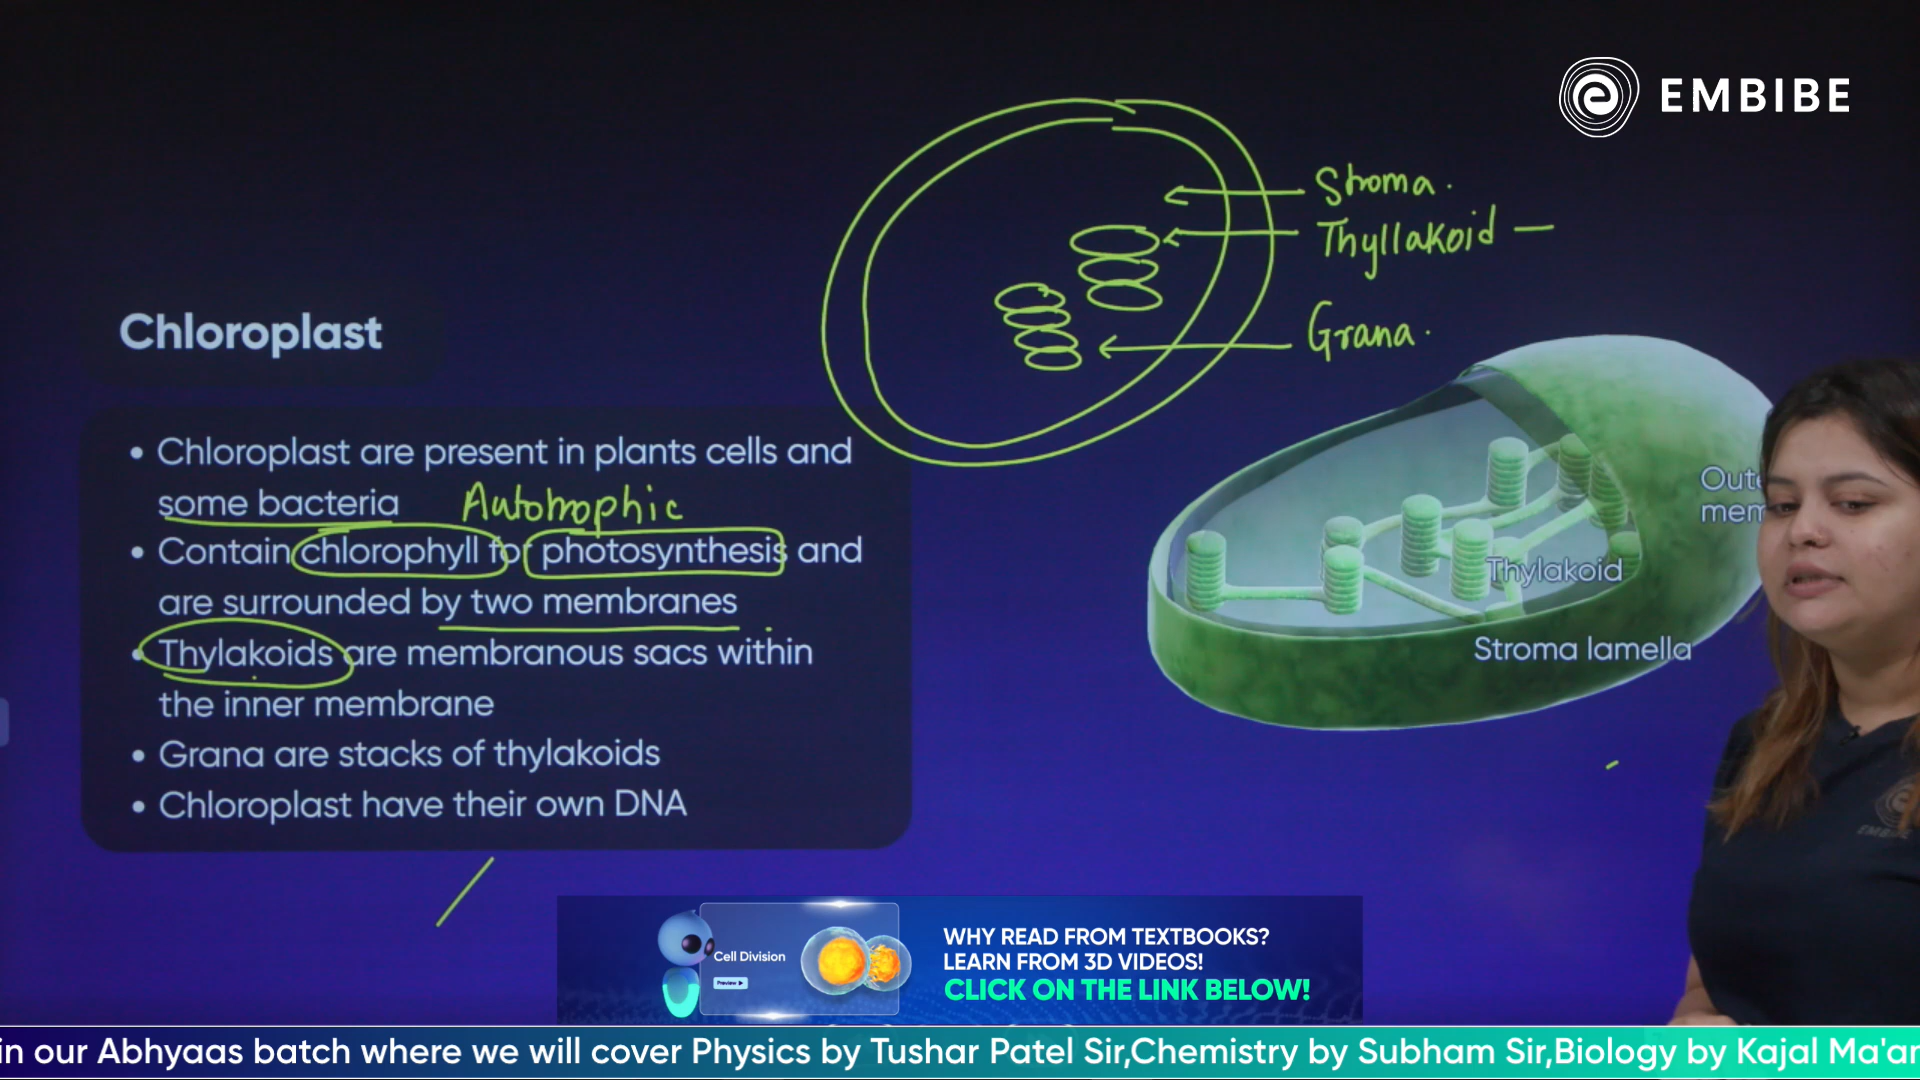 EMBIBE
Stroma.
Thyllakoid —
Grana.
Chloroplast
• Chloroplast are present in plants cells and
some bacteria
Autotrophic
• Contain chlorophyll for photosynthesis and
are surrounded by two membranes
• Thylakoids are membranous sacs within
the inner membrane
• Grana are stacks of thylakoids
• Chloroplast have their own DNA
Thylakoid
Stroma lamella
EMBIBE
Cell Division
Preview
WHY READ FROM TEXTBOOKS?
LEARN FROM 3D VIDEOS!
CLICK ON THE LINK BELOW!
in our Abhyaas batch where we will cover Physics by Tushar Patel Sir,Chemistry by Subham Sir,Biology by Kajal